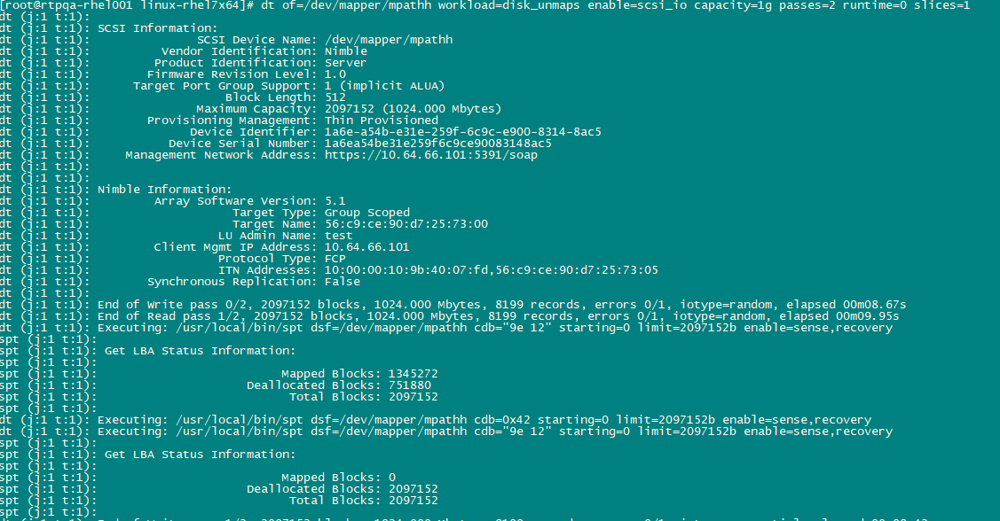 [root@rtpqa-rhel001 linux-rhel7x64]# dt of=/dev/mapper/mpathh workload=disk_unmaps enable=scsi_io capacity=1g passes=2 runtime=0 slices=1
dt (j:1 t:1):
dt (j:1 t:1): SCSI Information:
dt (j:1 t:1): SCSI Device Name: /dev/mapper/mpathh
dt (j:1 t:1): Vendor Identification: Nimble
dt (j:1 t:1): Product Identification: Server
dt (j:1 t:1): Firmware Revision Level: 1.0
dt (j:1 t:1): Target Port Group Support: 1 (implicit ALUA)
dt (j:1 t:1): Block Length: 512
dt (j:1 t:1): Maximum Capacity: 2097152 (1024.000 Mbytes)
dt (j:1 t:1): Provisioning Management: Thin Provisioned
dt (j:1 t:1): Device Identifier: 1a6e-a54b-e31e-259f-6c9c-e900-8314-8ac5
dt (j:1 t:1): Device Serial Number: 1a6ea54be31e259f6c9ce90083148ac5
dt (j:1 t:1): Management Network Address: https://10.64.66.101:5391/soap
dt (j:1 t:1):
dt (j:1 t:1):
dt (j:1 t:1): Nimble Information:
dt (j:1 t:1): Array Software Version: 5.1
dt (j:1 t:1): Target Type: Group Scoped
dt (j:1 t:1): Target Name: 56:c9:ce:90:d7:25:73:00
dt (j:1 t:1): LU Admin Name: test
dt (j:1 t:1): Client Mgmt IP Address: 10.64.66.101
dt (j:1 t:1): Protocol Type: FCP
dt (j:1 t:1): ITN Addresses: 10:00:00:10:9b:40:07:fd,56:c9:ce:90:d7:25:73:05
dt (j:1 t:1): Synchronous Replication: False
dt (j:1 t:1):
dt (j:1 t:1): End of Write pass 0/2, 2097152 blocks, 1024.000 Mbytes, 8199 records, errors 0/1, iotype=random, elapsed 00m08.67s
dt (j:1 t:1): End of Read pass 1/2, 2097152 blocks, 1024.000 Mbytes, 8199 records, errors 0/1, iotype=random, elapsed 00m09.95s
dt (j:1 t:1): Executing: /usr/local/bin/spt dsf=/dev/mapper/mpathh cdb="9e 12" starting=0 limit=2097152b enable=sense,recovery
spt (j:1 t:1):
spt (j:1 t:1): Get LBA Status Information:
spt (j:1 t:1):
spt (j:1 t:1): Mapped Blocks: 1345272
spt (j:1 t:1): Deallocated Blocks: 751880
spt (j:1 t:1): Total Blocks: 2097152
spt (j:1 t:1):
dt (j:1 t:1): Executing: /usr/local/bin/spt dsf=/dev/mapper/mpathh cdb=0x42 starting=0 limit=2097152b enable=sense,recovery
dt (j:1 t:1): Executing: /usr/local/bin/spt dsf=/dev/mapper/mpathh cdb="9e 12" starting=0 limit=2097152b enable=sense,recovery
spt (j:1 t:1):
spt (j:1 t:1): Get LBA Status Information:
spt (j:1 t:1):
spt (j:1 t:1): Mapped Blocks: 0
spt (j:1 t:1): Deallocated Blocks: 2097152
spt (j:1 t:1): Total Blocks: 2097152
spt (j:1 t:1):